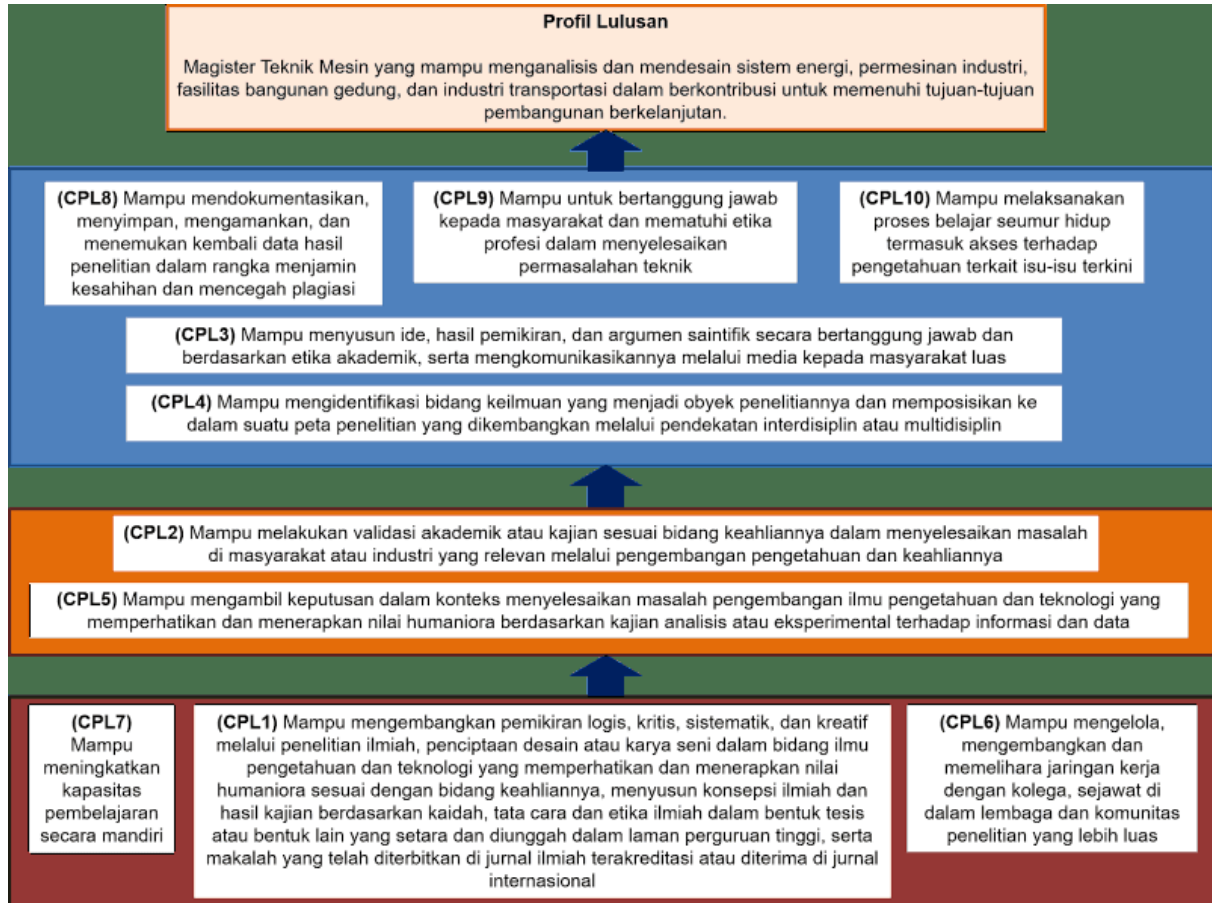 Profil Lulusan
Magister Teknik Mesin yang mampu menganalisis dan mendesain sistem energi, permesinan industri,
fasilitas bangunan gedung, dan industri transportasi dalam berkontribusi untuk memenuhi tujuan-tujuan
pembangunan berkelanjutan.
(CPL8) Mampu mendokumentasikan,
menyimpan, mengamankan, dan
menemukan kembali data hasil
penelitian dalam rangka menjamin
kesahihan dan mencegah plagiasi
(CPL9) Mampu untuk bertanggung jawab
kepada masyarakat dan mematuhi etika
profesi dalam menyelesaikan
permasalahan teknik
(CPL10) Mampu melaksanakan
proses belajar seumur hidup
termasuk akses terhadap
pengetahuan terkait isu-isu terkini
(CPL3) Mampu menyusun ide, hasil pemikiran, dan argumen saintifik secara bertanggung jawab dan
berdasarkan etika akademik, serta mengkomunikasikannya melalui media kepada masyarakat luas
(CPL4) Mampu mengidentifikasi bidang keilmuan yang menjadi obyek penelitiannya dan memposisikan ke
dalam suatu peta penelitian yang dikembangkan melalui pendekatan interdisiplin atau multidisiplin
(CPL2) Mampu melakukan validasi akademik atau kajian sesuai bidang keahliannya dalam menyelesaikan masalah
di masyarakat atau industri yang relevan melalui pengembangan pengetahuan dan keahliannya
(CPL5) Mampu mengambil keputusan dalam konteks menyelesaikan masalah pengembangan ilmu pengetahuan dan teknologi yang
memperhatikan dan menerapkan nilai humaniora berdasarkan kajian analisis atau eksperimental terhadap informasi dan data
(CPL7)
Mampu
meningkatkan
kapasitas
pembelajaran
secara mandiri
(CPL1) Mampu mengembangkan pemikiran logis, kritis, sistematik, dan kreatif
melalui penelitian ilmiah, penciptaan desain atau karya seni dalam bidang ilmu
pengetahuan dan teknologi yang memperhatikan dan menerapkan nilai
humaniora sesuai dengan bidang keahliannya, menyusun konsepsi ilmiah dan
hasil kajian berdasarkan kaidah, tata cara dan etika ilmiah dalam bentuk tesis
atau bentuk lain yang setara dan diunggah dalam laman perguruan tinggi, serta
makalah yang telah diterbitkan di jurnal ilmiah terakreditasi atau diterima di jurnal
internasional
(CPL6) Mampu mengelola,
mengembangkan dan
memelihara jaringan kerja
dengan kolega, sejawat di
dalam lembaga dan komunitas
penelitian yang lebih luas